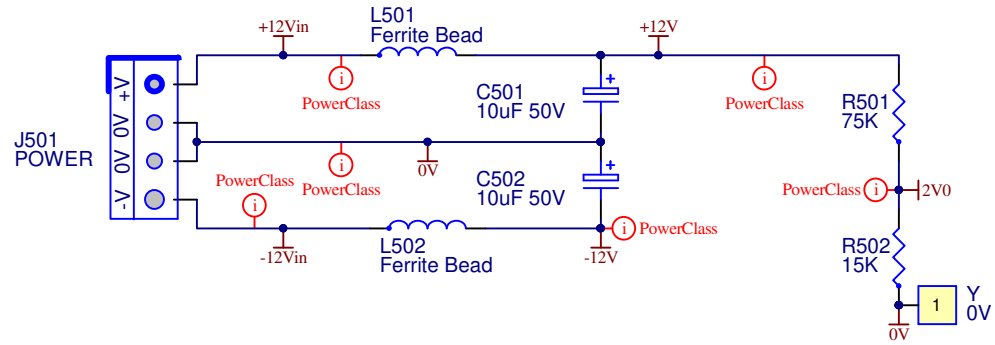 L501
Ferrite Bead
+12Vin
+12V
i
PowerClass
i
PowerClass
C501
10uF 50V
R501
75K
J501
POWER
+V
0V
0V
-V
i
PowerClass
0V
PowerClass
i
C502
10uF 50V
PowerClass
i
2V0
i
PowerClass
-12Vin
L502
Ferrite Bead
-12V
R502
15K
1
Y
0V
0V